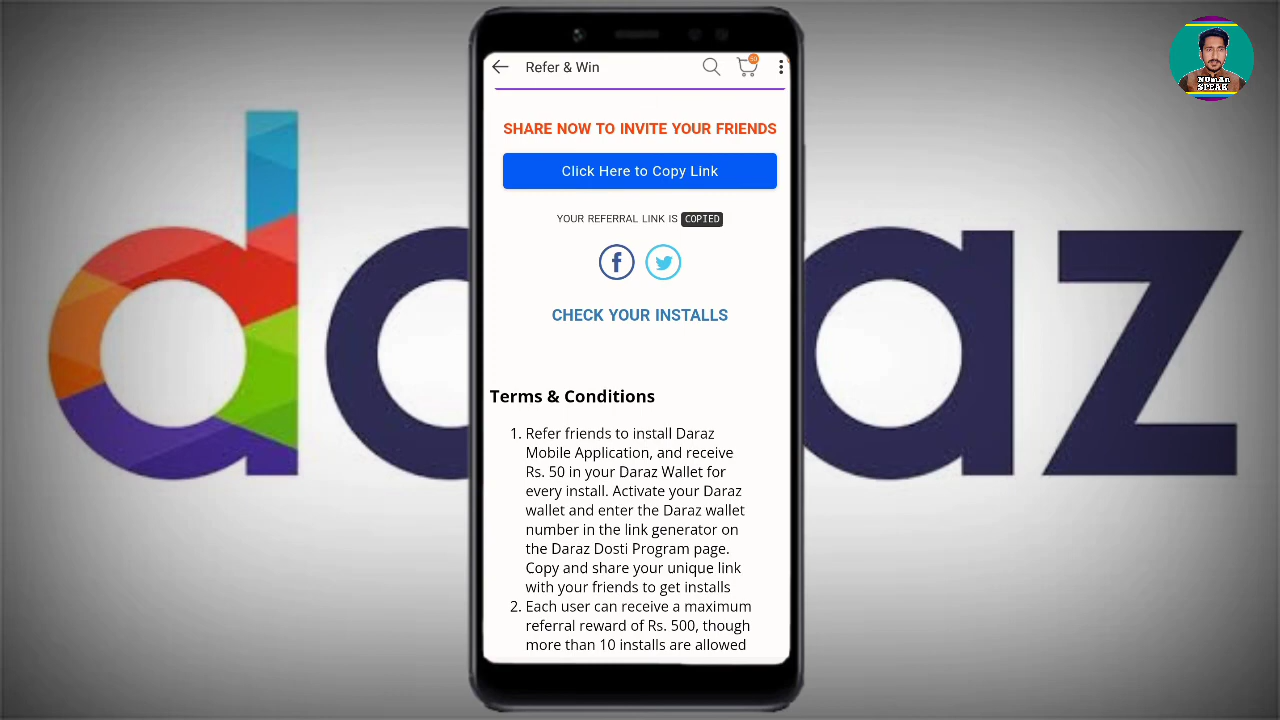 daraz
NUmAn
SPEAK
Refer & Win
SHARE NOW TO INVITE YOUR FRIENDS
Click Here to Copy Link
YOUR REFERRAL LINK IS COPIED
CHECK YOUR INSTALLS
Terms & Conditions
1. Refer friends to install Daraz
Mobile Application, and receive
Rs. 50 in your Daraz Wallet for
every install. Activate your Daraz
wallet and enter the Daraz wallet
number in the link generator on
the Daraz Dosti Program page.
Copy and share your unique link
with your friends to get installs
2. Each user can receive a maximum
referral reward of Rs. 500, though
more than 10 installs are allowed